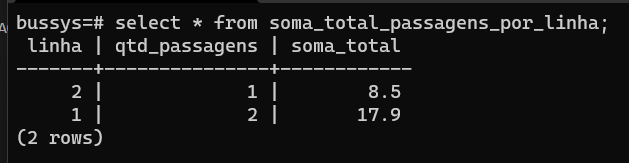 bussys=# select * from soma_total_passagens_por_linha;
 linha | qtd_passagens | soma_total
-------+---------------+------------
     2 |             1 |        8.5
     1 |             2 |       17.9
(2 rows)